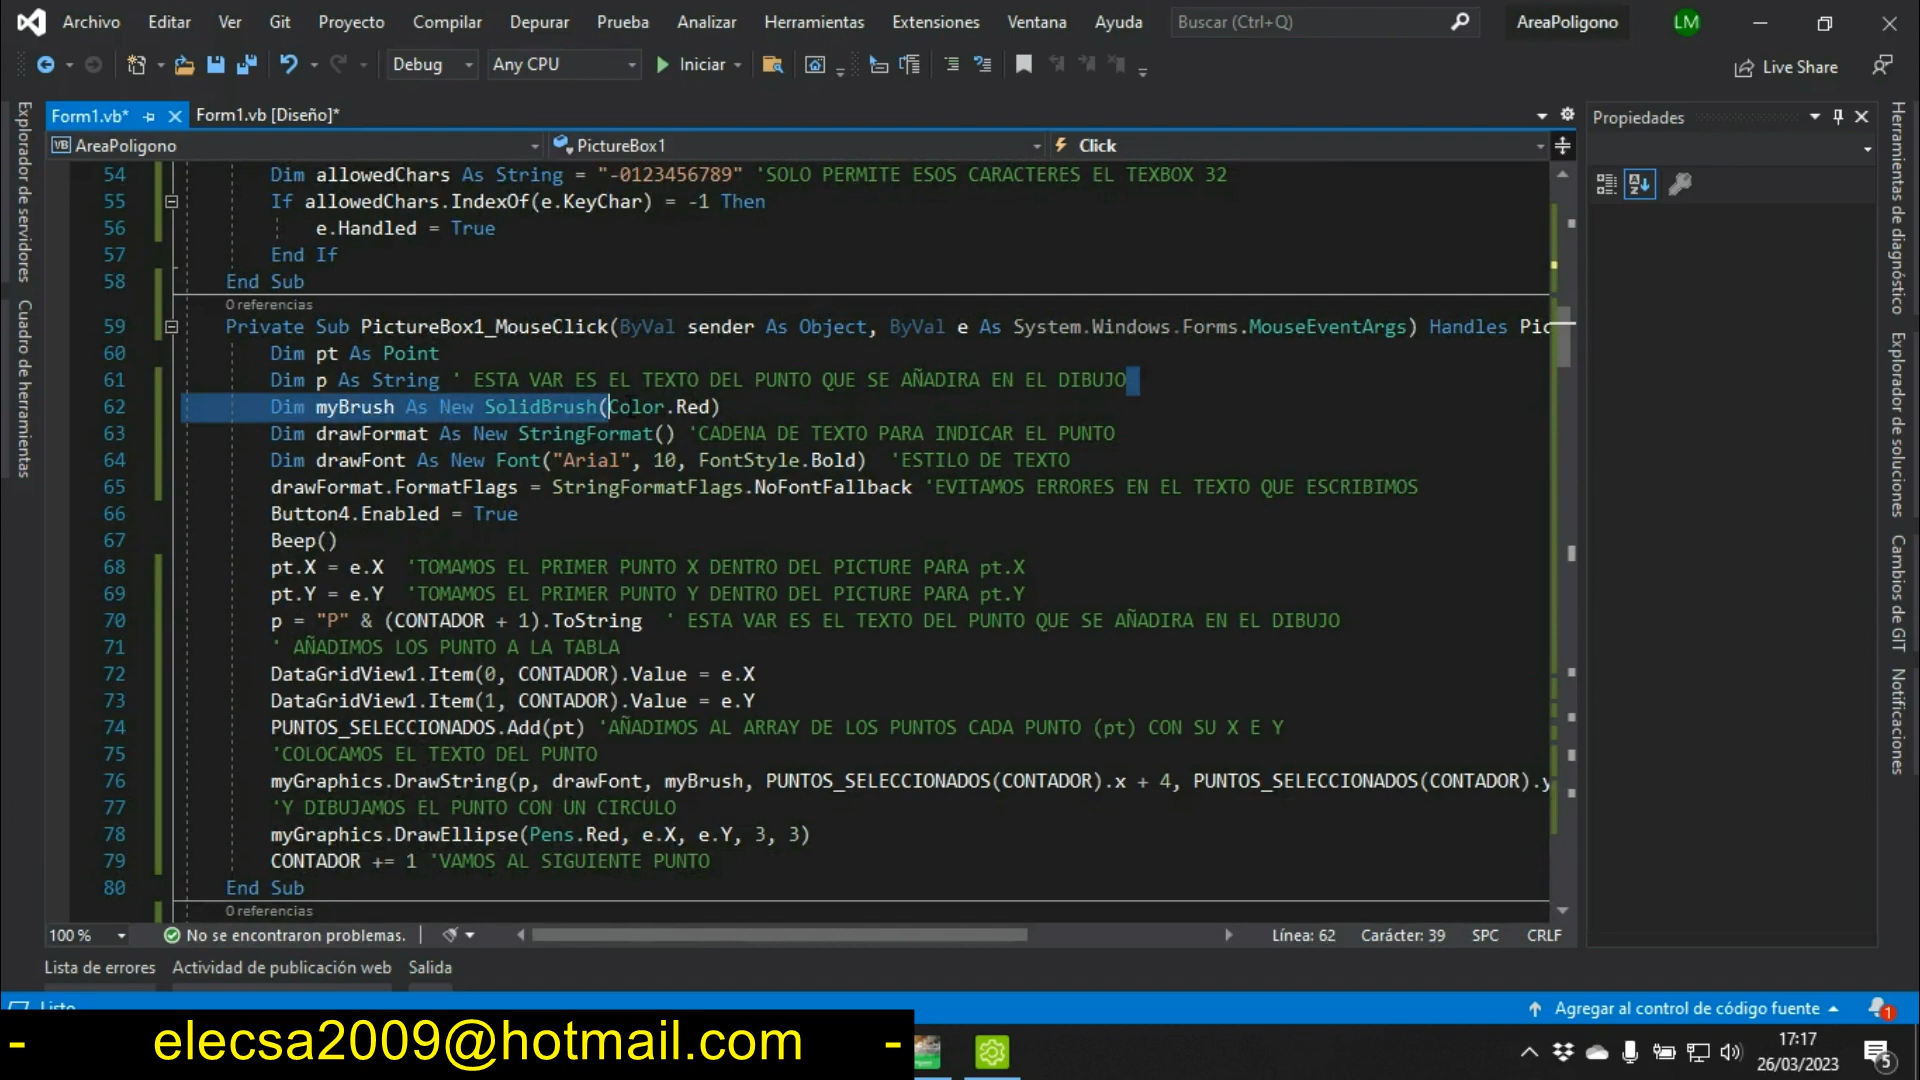 Archivo Editar Ver Git Proyecto Compilar Depurar Prueba Analizar Herramientas Extensiones Ventana Ayuda Buscar (Ctrl+Q) AreaPoligono LM
Debug Any CPU Iniciar Live Share
Form1.vb* Form1.vb [Diseño]* Propiedades
VB AreaPoligono PictureBox1 Click
54 Dim allowedChars As String = "-0123456789" 'SOLO PERMITE ESOS CARACTERES EL TEXBOX 32
55 If allowedChars.IndexOf(e.KeyChar) = -1 Then
56 e.Handled = True
57 End If
58 End Sub
0 referencias
59 Private Sub PictureBox1_MouseClick(ByVal sender As Object, ByVal e As System.Windows.Forms.MouseEventArgs) Handles Pic
60 Dim pt As Point
61 Dim p As String ' ESTA VAR ES EL TEXTO DEL PUNTO QUE SE AÑADIRA EN EL DIBUJO
62 Dim myBrush As New SolidBrush(Color.Red)
63 Dim drawFormat As New StringFormat() 'CADENA DE TEXTO PARA INDICAR EL PUNTO
64 Dim drawFont As New Font("Arial", 10, FontStyle.Bold) 'ESTILO DE TEXTO
65 drawFormat.FormatFlags = StringFormatFlags.NoFontFallback 'EVITAMOS ERRORES EN EL TEXTO QUE ESCRIBIMOS
66 Button4.Enabled = True
67 Beep()
68 pt.X = e.X 'TOMAMOS EL PRIMER PUNTO X DENTRO DEL PICTURE PARA pt.X
69 pt.Y = e.Y 'TOMAMOS EL PRIMER PUNTO Y DENTRO DEL PICTURE PARA pt.Y
70 p = "P" & (CONTADOR + 1).ToString ' ESTA VAR ES EL TEXTO DEL PUNTO QUE SE AÑADIRA EN EL DIBUJO
71 ' AÑADIMOS LOS PUNTO A LA TABLA
72 DataGridView1.Item(0, CONTADOR).Value = e.X
73 DataGridView1.Item(1, CONTADOR).Value = e.Y
74 PUNTOS_SELECCIONADOS.Add(pt) 'AÑADIMOS AL ARRAY DE LOS PUNTOS CADA PUNTO (pt) CON SU X E Y
75 'COLOCAMOS EL TEXTO DEL PUNTO
76 myGraphics.DrawString(p, drawFont, myBrush, PUNTOS_SELECCIONADOS(CONTADOR).x + 4, PUNTOS_SELECCIONADOS(CONTADOR).y
77 'Y DIBUJAMOS EL PUNTO CON UN CIRCULO
78 myGraphics.DrawEllipse(Pens.Red, e.X, e.Y, 3, 3)
79 CONTADOR += 1 'VAMOS AL SIGUIENTE PUNTO
80 End Sub
0 referencias
100 % No se encontraron problemas. Línea: 62 Carácter: 39 SPC CRLF
Lista de errores Actividad de publicación web Salida
Listo Agregar al control de código fuente 1
- elecsa2009@hotmail.com -
17:17
26/03/2023 5
Explorador de servidores
Cuadro de herramientas
Herramientas de diagnóstico
Explorador de soluciones
Cambios de GIT
Notificaciones